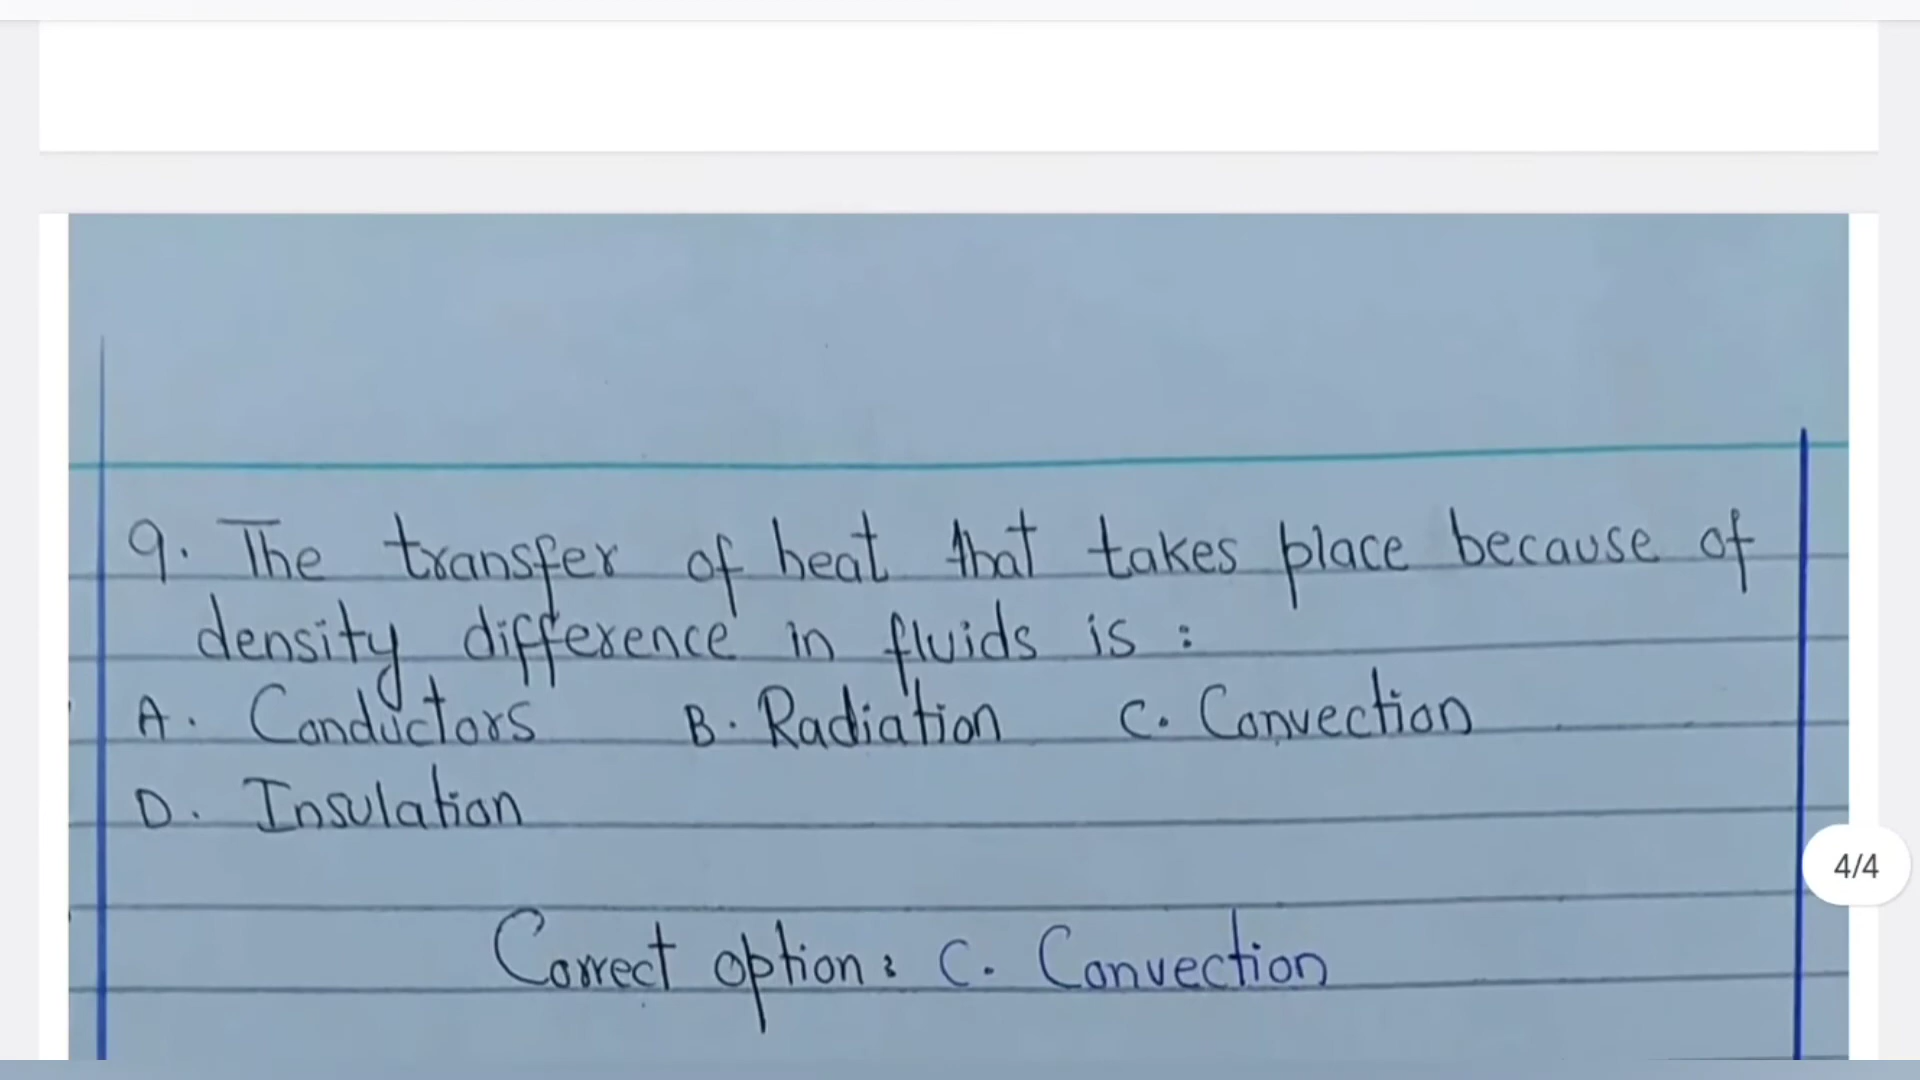 9. The transfer of heat that takes place because of
density difference in fluids is :
A. Conductors B. Radiation C. Convection
D. Insulation
4/4
Correct option: C. Convection